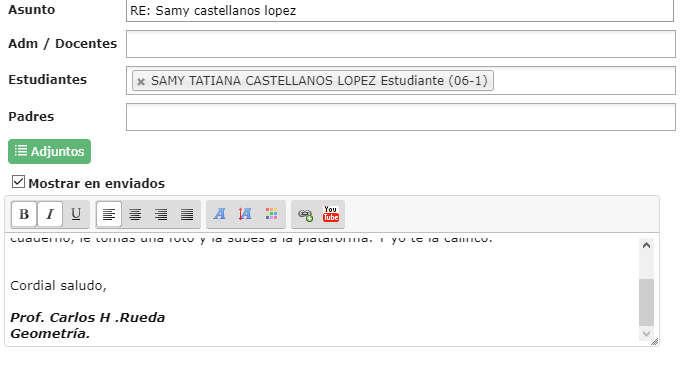 Asunto
RE: Samy castellanos lopez
Adm / Docentes
Estudiantes
SAMY TATIANA CASTELLANOS LOPEZ Estudiante (06-1)
Padres
Adjuntos
Mostrar en enviados
B I U A A You Tube
cuaderno, le tomas una foto y la subes a la plataforma. Y yo te la califico.
Cordial saludo,
Prof. Carlos H .Rueda
Geometría.